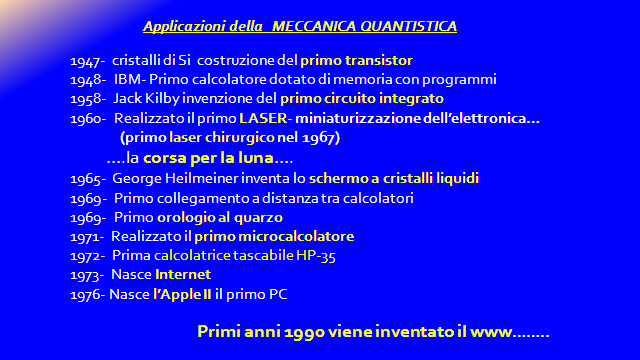 Applicazioni della MECCANICA QUANTISTICA
1947- cristalli di Si costruzione del primo transistor
1948- IBM- Primo calcolatore dotato di memoria con programmi
1958- Jack Kilby invenzione del primo circuito integrato
1960- Realizzato il primo LASER- miniaturizzazione dell'elettronica...
(primo laser chirurgico nel 1967)
....la corsa per la luna....
1965- George Heilmeiner inventa lo schermo a cristalli liquidi
1969- Primo collegamento a distanza tra calcolatori
1969- Primo orologio al quarzo
1971- Realizzato il primo microcalcolatore
1972- Prima calcolatrice tascabile HP-35
1973- Nasce Internet
1976- Nasce l'Apple II il primo PC
Primi anni 1990 viene inventato il www........